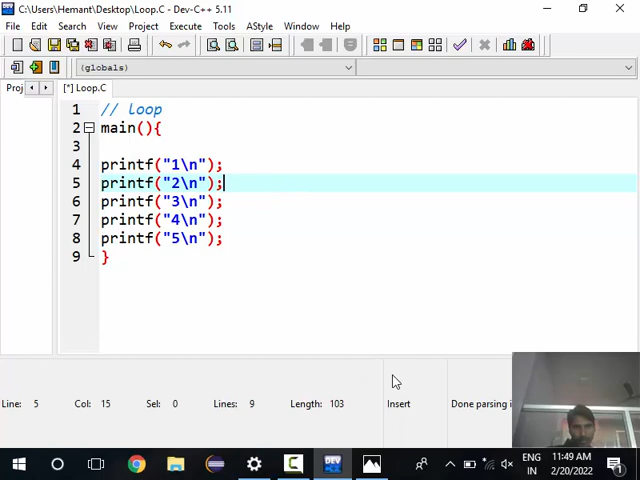 C:\Users\Hemant\Desktop\Loop.C - Dev-C++ 5.11
File Edit Search View Project Execute Tools AStyle Window Help
(globals)
Proj
[*] Loop.C
1 // loop
2 main(){
3
4 printf("1\n");
5 printf("2\n");
6 printf("3\n");
7 printf("4\n");
8 printf("5\n");
9 }
Line: 5 Col: 15 Sel: 0 Lines: 9 Length: 103 Insert Done parsing i
DEV
ENG
IN
11:49 AM
2/20/2022
1